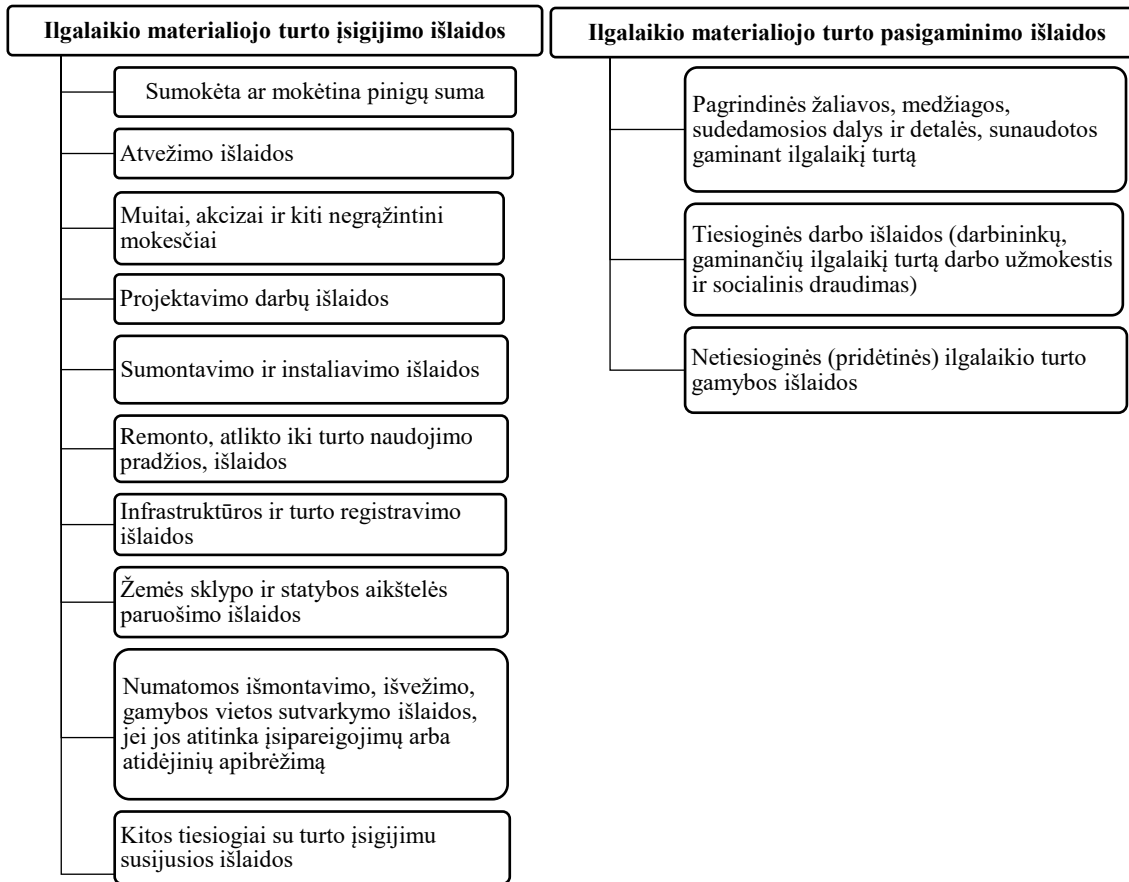 Ilgalaikio materialiojo turto įsigijimo išlaidos
Sumokėta ar mokėtina pinigų suma
Atvežimo išlaidos
Muitai, akcizai ir kiti negrąžintini
mokesčiai
Projektavimo darbų išlaidos
Sumontavimo ir instaliavimo išlaidos
Remonto, atlikto iki turto naudojimo
pradžios, išlaidos
Infrastruktūros ir turto registravimo
išlaidos
Žemės sklypo ir statybos aikštelės
paruošimo išlaidos
Numatomos išmontavimo, išvežimo,
gamybos vietos sutvarkymo išlaidos,
jei jos atitinka įsipareigojimų arba
atidėjinių apibrėžimą
Kitos tiesiogiai su turto įsigijimu
susijusios išlaidos
Ilgalaikio materialiojo turto pasigaminimo išlaidos
Pagrindinės žaliavos, medžiagos,
sudedamosios dalys ir detalės, sunaudotos
gaminant ilgalaikį turtą
Tiesioginės darbo išlaidos (darbininkų,
gaminančių ilgalaikį turtą darbo užmokestis
ir socialinis draudimas)
Netiesioginės (pridėtinės) ilgalaikio turto
gamybos išlaidos